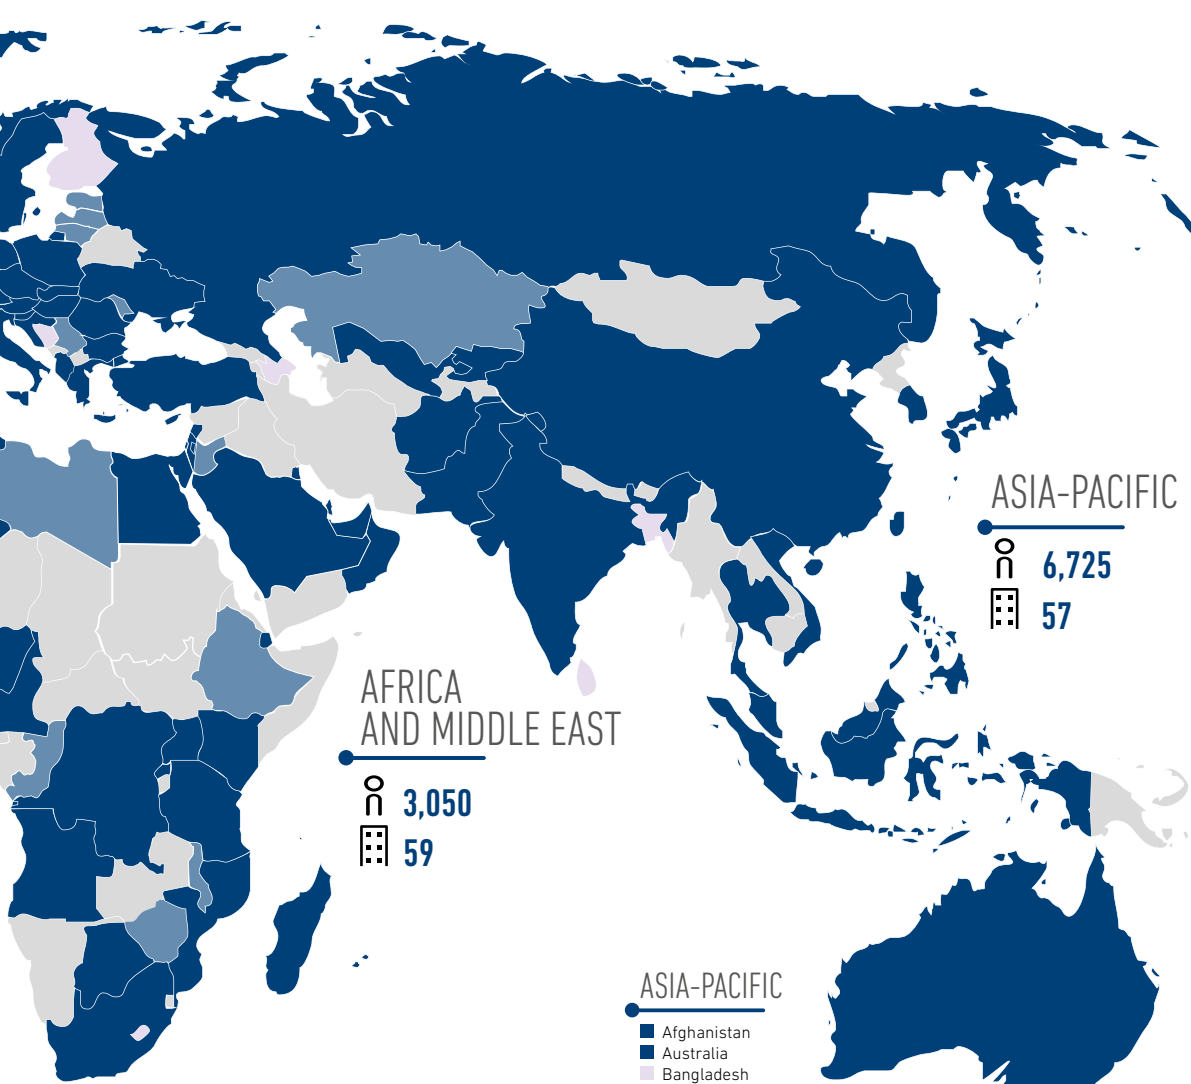 ASIA-PACIFIC
6,725
57
AFRICA
AND MIDDLE EAST
3,050
59
ASIA-PACIFIC
Afghanistan
Australia
Bangladesh